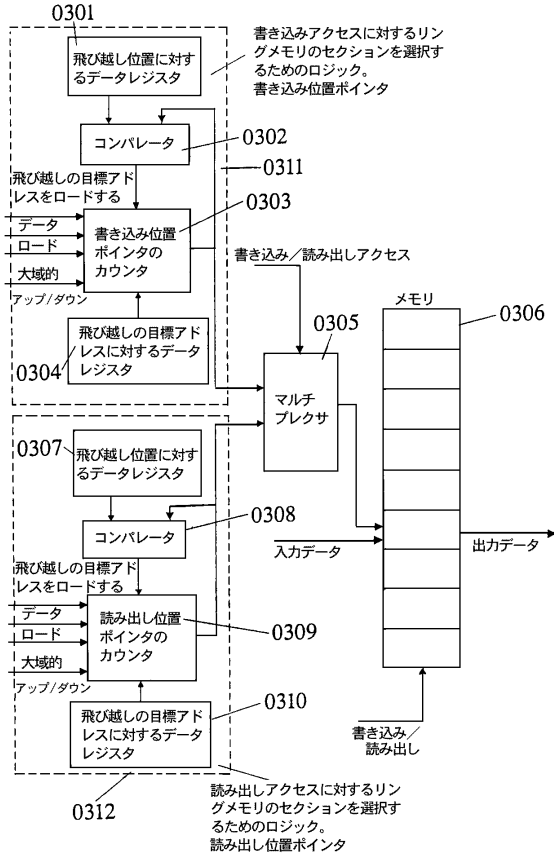 0301
飛び越し位置に対す
るデータレジスタ
書き込みアクセスに対するリン
グメモリのセクションを選択す
るためのロジック。
書き込み位置ポインタ
コンパレータ
0302
0311
飛び越しの目標アド
レスをロードする
0303
データ
ロード
大域的
アップ/ダウン
書き込み位置
ポインタの
カウンタ
書き込み/読み出しアクセス
飛び越しの目標アド
レスに対するデータ
レジスタ
0304
0305
マルチ
プレクサ
メモリ
0306
0307
飛び越し位置に対す
るデータレジスタ
コンパレータ
0308
入力データ
出力データ
飛び越しの目標アド
レスをロードする
データ
ロード
大域的
アップ/ダウン
読み出し位置
ポインタの
カウンタ
0309
飛び越しの目標アド
レスに対するデータ
レジスタ
0310
書き込み/
読み出し
0312
読み出しアクセスに対するリン
グメモリのセクションを選択す
るためのロジック。
読み出し位置ポインタ